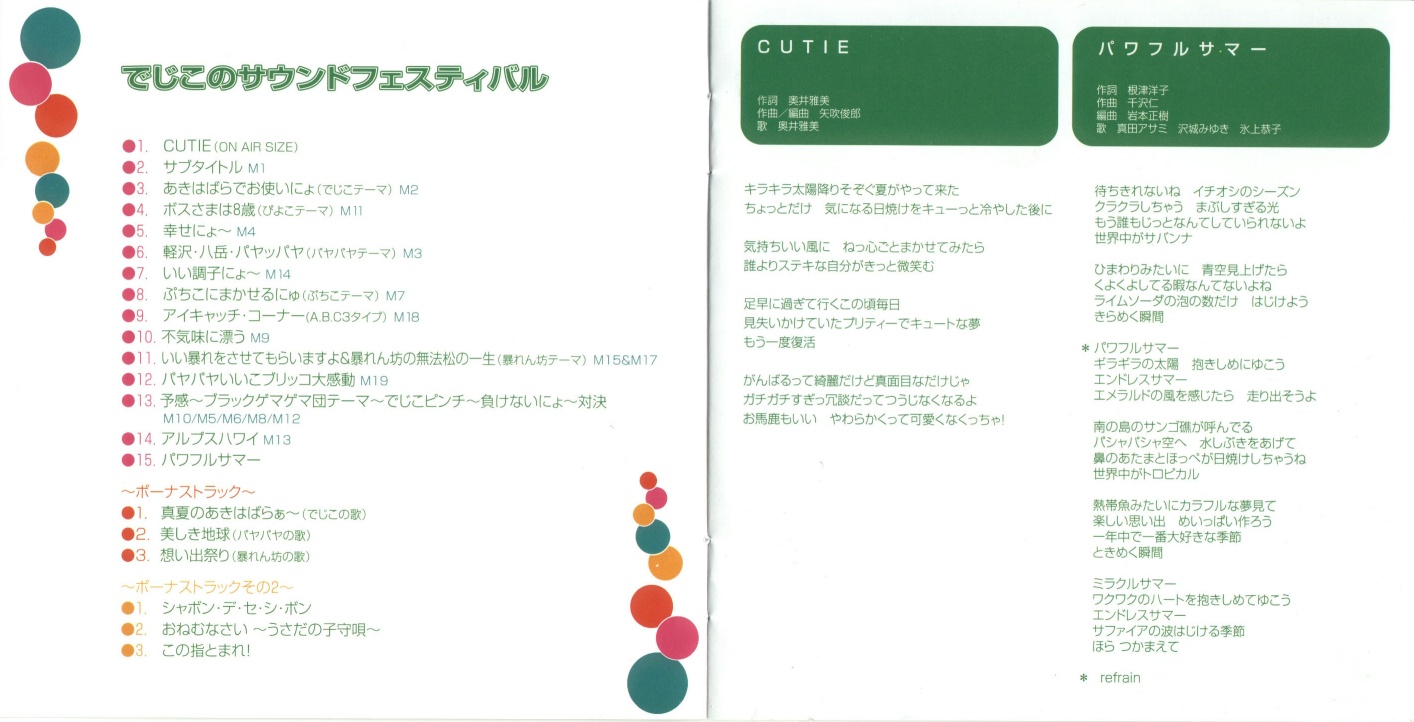 でじこのサウンドフェスティバル
●1. CUTIE(ON AIR SIZE)
●2. サブタイトル M1
●3. あきはばらでお使いにょ(でじこテーマ) M2
●4. ボスさまは8歳(ぴよこテーマ) M11
●5. 幸せにょ～ M4
●6. 軽沢・八岳・パヤッパヤ(パヤパヤテーマ) M3
●7. いい調子にょ～ M14
●8. ぷちこにまかせるにゅ(ぷちこテーマ) M7
●9. アイキャッチ・コーナー(A.B.C3タイプ) M18
●10. 不気味に漂う M9
●11. いい暴れをさせてもらいますよ&暴れん坊の無法松の一生(暴れん坊テーマ) M15&M17
●12. パヤパヤいいこブリッコ大感動 M19
●13. 予感～ブラックゲマゲマ団テーマ～でじこピンチ～負けないにょ～対決
M10/M5/M6/M8/M12
●14. アルプスハワイ M13
●15. パワフルサマー
～ボーナストラック～
●1. 真夏のあきはばらぁ～(でじこの歌)
●2. 美しき地球(パヤパヤの歌)
●3. 想い出祭り(暴れん坊の歌)
～ボーナストラックその2～
●1. シャボン・デ・セ・シ・ボン
●2. おねむなさい ～うさだの子守唄～
●3. この指とまれ!
CUTIE
作詞 奥井雅美
作曲／編曲 矢吹俊郎
歌 奥井雅美
キラキラ太陽降りそぞぐ夏がやって来た
ちょっとだけ 気になる日焼けをキューっと冷やした後に
気持ちいい風に ねっ心ごとまかせてみたら
誰よりステキな自分がきっと微笑む
足早に過ぎて行くこの頃毎日
見失いかけていたプリティーでキュートな夢
もう一度復活
がんばるって綺麗だけど真面目なだけじゃ
ガチガチすぎっ冗談だってつうじなくなるよ
お馬鹿もいい やわらかくって可愛くなくっちゃ!
パワフルサマー
作詞 根津洋子
作曲 千沢仁
編曲 岩本正樹
歌 真田アサミ 沢城みゆき 氷上恭子
待ちきれないね イチオシのシーズン
クラクラしちゃう まぶしすぎる光
もう誰もじっとなんてしていられないよ
世界中がサバンナ
ひまわりみたいに 青空見上げたら
くよくよしてる暇なんてないよね
ライムソーダの泡の数だけ はじけよう
きらめく瞬間
＊ パワフルサマー
ギラギラの太陽 抱きしめにゆこう
エンドレスサマー
エメラルドの風を感じたら 走り出そうよ
南の島のサンゴ礁が呼んでる
バシャバシャ空へ 水しぶきをあげて
鼻のあたまとほっぺが日焼けしちゃうね
世界中がトロピカル
熱帯魚みたいにカラフルな夢見て
楽しい思い出 めいっぱい作ろう
一年中で一番大好きな季節
ときめく瞬間
ミラクルサマー
ワクワクのハートを抱きしめてゆこう
エンドレスサマー
サファイアの波はじける季節
ほら つかまえて
＊ refrain